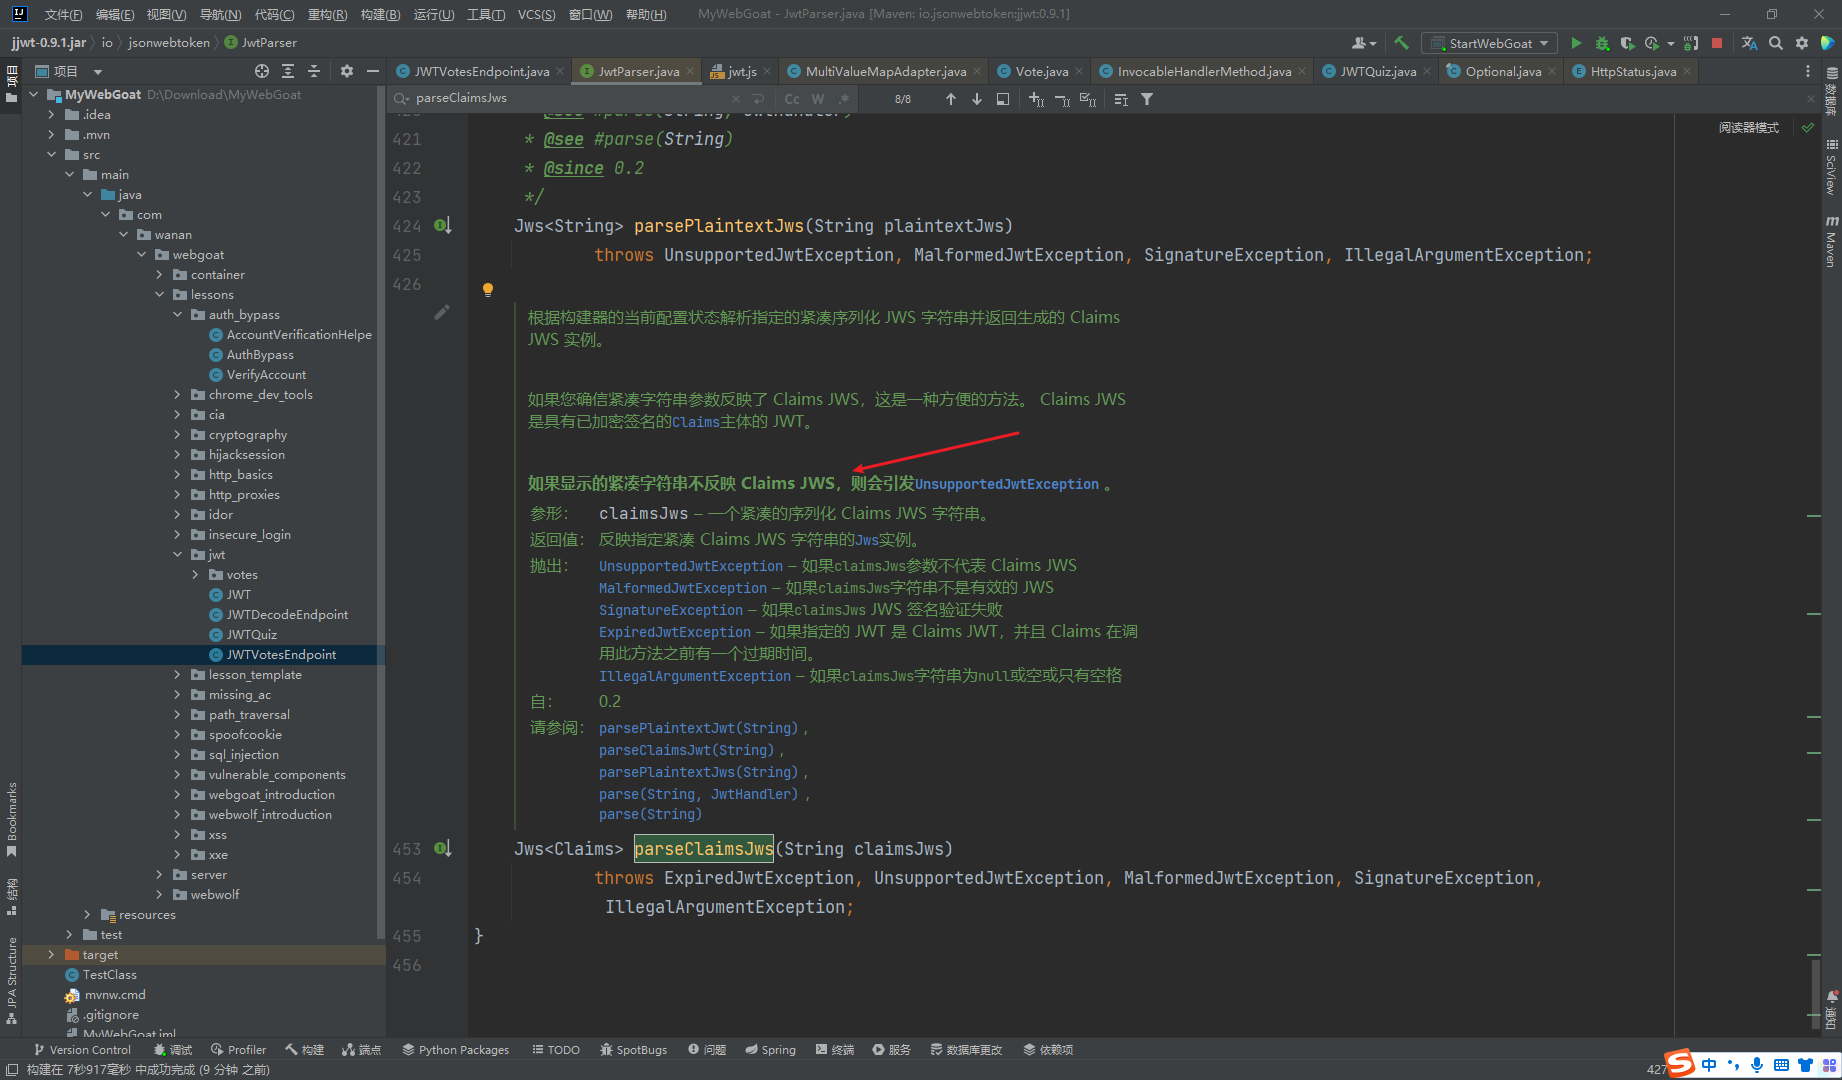 文件(F) 编辑(E) 视图(V) 导航(N) 代码(C) 重构(R) 构建(B) 运行(U) 工具(T) VCS(S) 窗口(W) 帮助(H) MyWebGoat - JwtParser.java [Maven: io.jsonwebtoken:jjwt:0.9.1]
jjwt-0.9.1.jar io jsonwebtoken JwtParser StartWebGoat
项目
JWTVotesEndpoint.java JwtParser.java jwt.js MultiValueMapAdapter.java Vote.java InvocableHandlerMethod.java JWTQuiz.java Optional.java HttpStatus.java
parseClaimsJws Cc W .* 8/8
项目
MyWebGoat D:\Download\MyWebGoat
.idea
.mvn
src
main
java
com
wanan
webgoat
container
lessons
auth_bypass
AccountVerificationHelpe
AuthBypass
VerifyAccount
chrome_dev_tools
cia
cryptography
hijacksession
http_basics
http_proxies
idor
insecure_login
jwt
votes
JWT
JWTDecodeEndpoint
JWTQuiz
JWTVotesEndpoint
lesson_template
missing_ac
path_traversal
spoofcookie
sql_injection
vulnerable_components
webgoat_introduction
webwolf_introduction
xss
xxe
server
webwolf
resources
test
target
TestClass
mvnw.cmd
.gitignore
MyWebGoat.iml
Bookmarks
结构
JPA Structure
阅读器模式
421 * @see #parse(String)
422 * @since 0.2
423 */
424 Jws<String> parsePlaintextJws(String plaintextJws)
425 throws UnsupportedJwtException, MalformedJwtException, SignatureException, IllegalArgumentException;
426
根据构建器的当前配置状态解析指定的紧凑序列化 JWS 字符串并返回生成的 Claims
JWS 实例。
如果您确信紧凑字符串参数反映了 Claims JWS，这是一种方便的方法。 Claims JWS
是具有已加密签名的Claims主体的 JWT。
如果显示的紧凑字符串不反映 Claims JWS，则会引发UnsupportedJwtException 。
参形： claimsJws – 一个紧凑的序列化 Claims JWS 字符串。
返回值： 反映指定紧凑 Claims JWS 字符串的Jws实例。
抛出： UnsupportedJwtException – 如果claimsJws参数不代表 Claims JWS
MalformedJwtException – 如果claimsJws字符串不是有效的 JWS
SignatureException – 如果claimsJws JWS 签名验证失败
ExpiredJwtException – 如果指定的 JWT 是 Claims JWT，并且 Claims 在调
用此方法之前有一个过期时间。
IllegalArgumentException – 如果claimsJws字符串为null或空或只有空格
自： 0.2
请参阅： parsePlaintextJwt(String) ,
parseClaimsJwt(String) ,
parsePlaintextJws(String) ,
parse(String, JwtHandler) ,
parse(String)
453 Jws<Claims> parseClaimsJws(String claimsJws)
454 throws ExpiredJwtException, UnsupportedJwtException, MalformedJwtException, SignatureException,
IllegalArgumentException;
455 }
456
数据库
SciView
Maven
通知
Version Control 调试 Profiler 构建 端点 Python Packages TODO SpotBugs 问题 Spring 终端 服务 数据库更改 依赖项
构建在 7秒917毫秒 中成功完成 (9 分钟 之前) 427
中